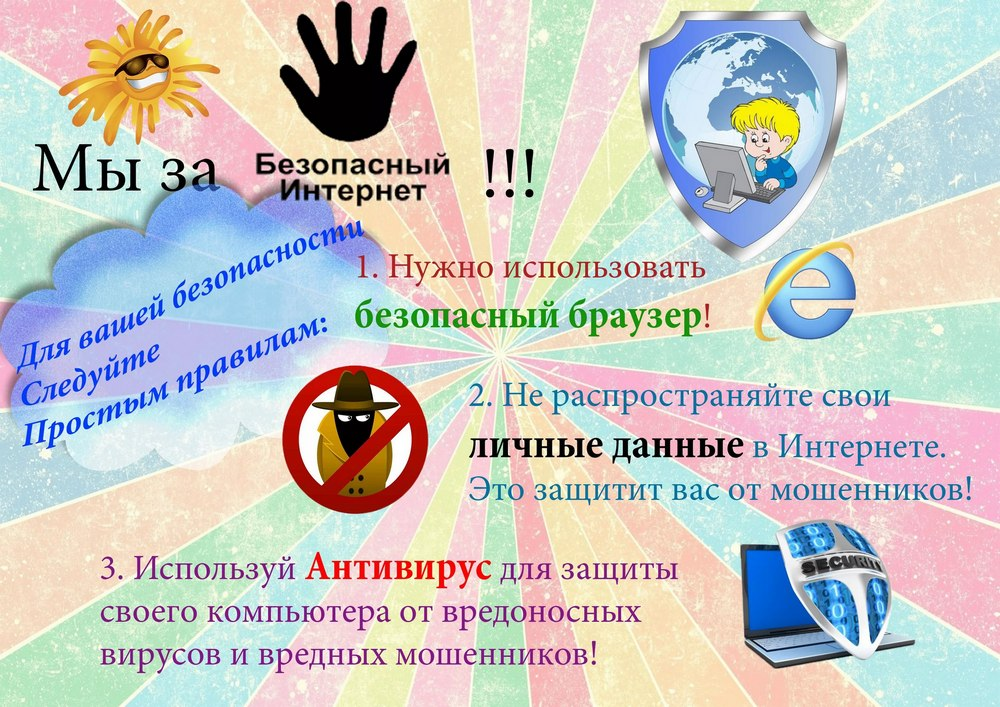 Мы за Безопасный Интернет !!!
Для вашей безопасности
Следуйте
Простым правилам:
1. Нужно использовать
безопасный браузер!
2. Не распространяйте свои
личные данные в Интернете.
Это защитит вас от мошенников!
3. Используй Антивирус для защиты
своего компьютера от вредоносных
вирусов и вредных мошенников!
SECURITY